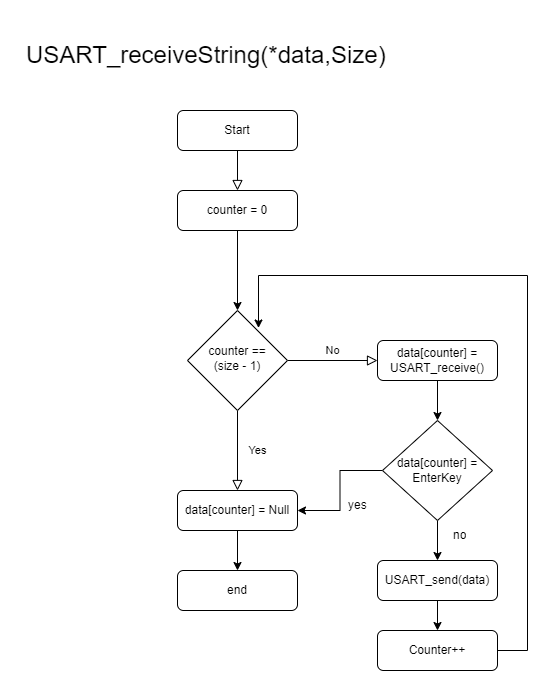 USART_receiveString(*data,Size)
Start
counter = 0
counter ==
(size - 1)
No
data[counter] =
USART_receive()
Yes
data[counter] =
EnterKey
yes
data[counter] = Null
no
end
USART_send(data)
Counter++